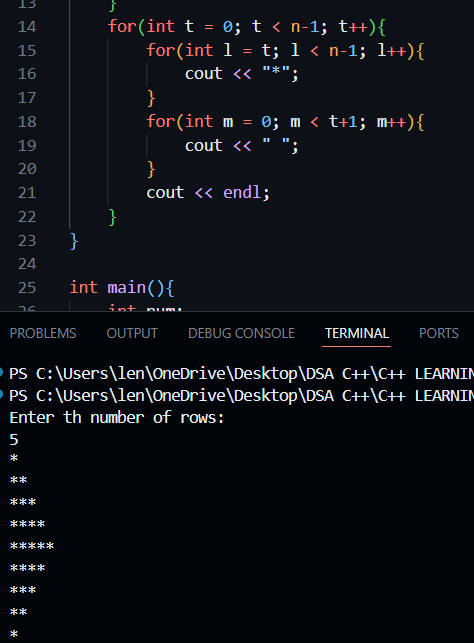 13 }
14 for(int t = 0; t < n-1; t++){
15 for(int l = t; l < n-1; l++){
16 cout << "*";
17 }
18 for(int m = 0; m < t+1; m++){
19 cout << " ";
20 }
21 cout << endl;
22 }
23 }
24
25 int main(){
26 int num;
PROBLEMS OUTPUT DEBUG CONSOLE TERMINAL PORTS
PS C:\Users\len\OneDrive\Desktop\DSA C++\C++ LEARNIN
PS C:\Users\len\OneDrive\Desktop\DSA C++\C++ LEARNIN
Enter th number of rows:
5
*
**
***
****
*****
****
***
**
*